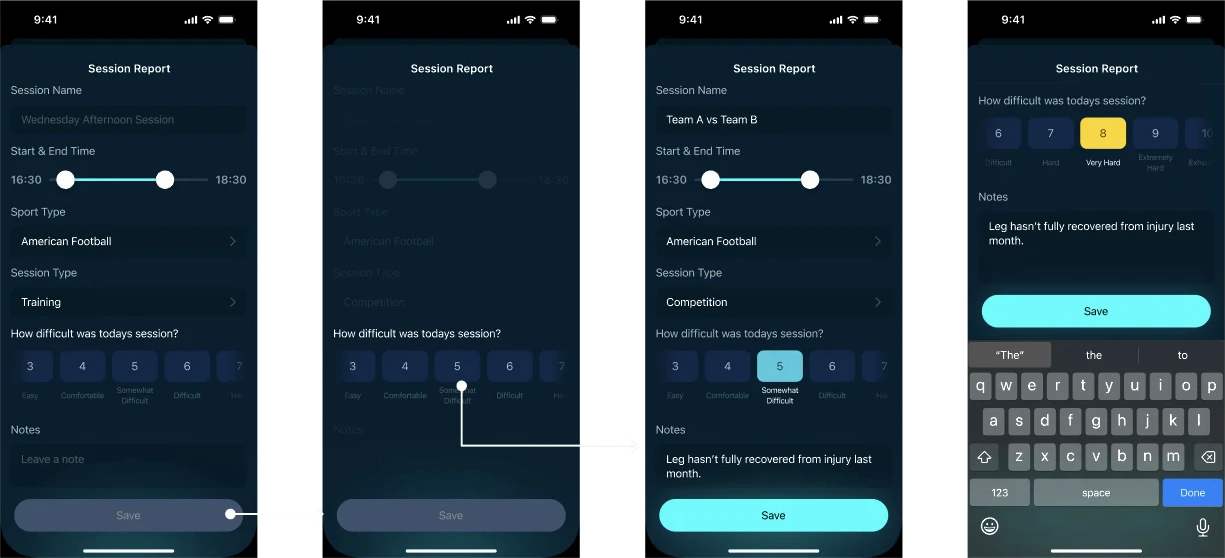 9:41
Session Report
Session Name
Wednesday Afternoon Session
Start & End Time
16:30 18:30
Sport Type
American Football
Session Type
Training
How difficult was todays session?
3 4 5 6 7
Easy Comfortable Somewhat Difficult
Difficult
Notes
Leave a note
Save
9:41
Session Report
Session Name
Start & End Time
16:30 18:30
Sport Type
American Football
Session Type
Competition
How difficult was todays session?
3 4 5 6 7
Easy Comfortable Somewhat Difficult
Difficult
Notes
Save
9:41
Session Report
Session Name
Team A vs Team B
Start & End Time
16:30 18:30
Sport Type
American Football
Session Type
Competition
How difficult was todays session?
3 4 5 6 7
Easy Comfortable Somewhat Difficult
Difficult
Notes
Leg hasn’t fully recovered from injury last
month.
Save
9:41
Session Report
How difficult was todays session?
6 7 8 9 10
Difficult Hard Very Hard Extremely
Hard
Notes
Leg hasn’t fully recovered from injury last
month.
Save
“The” the to
q w e r t y u i o p
a s d f g h j k l
z x c v b n m
123 space Done